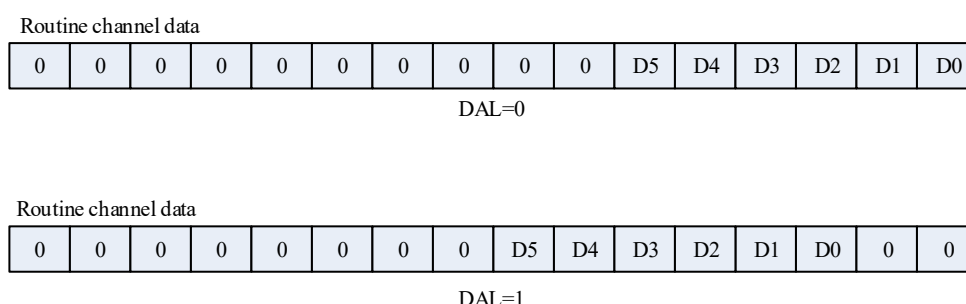 Routine channel data
0 0 0 0 0 0 0 0 0 0 D5 D4 D3 D2 D1 D0
DAL=0
Routine channel data
0 0 0 0 0 0 0 0 D5 D4 D3 D2 D1 D0 0 0
DAL=1